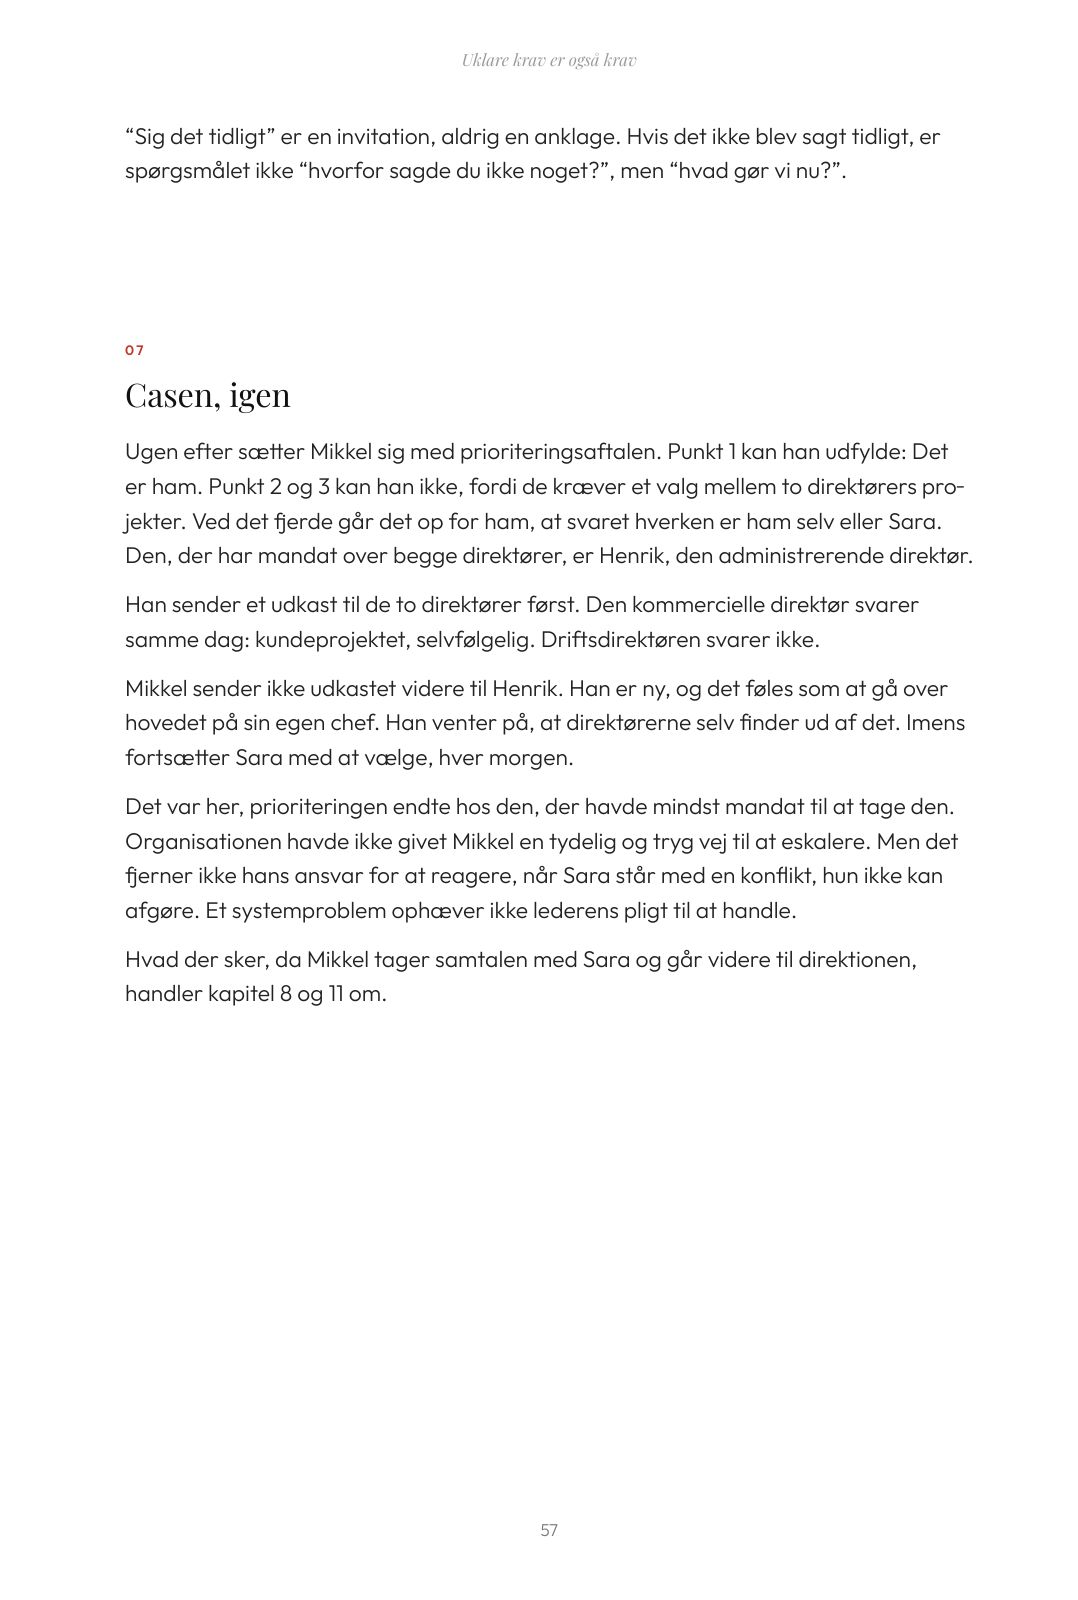 Uklare krav er også krav
“Sig det tidligt” er en invitation, aldrig en anklage. Hvis det ikke blev sagt tidligt, er
spørgsmålet ikke “hvorfor sagde du ikke noget?”, men “hvad gør vi nu?”.
07
Casen, igen
Ugen efter sætter Mikkel sig med prioriteringsaftalen. Punkt 1 kan han udfylde: Det
er ham. Punkt 2 og 3 kan han ikke, fordi de kræver et valg mellem to direktørers pro-
jekter. Ved det fjerde går det op for ham, at svaret hverken er ham selv eller Sara.
Den, der har mandat over begge direktører, er Henrik, den administrerende direktør.
Han sender et udkast til de to direktører først. Den kommercielle direktør svarer
samme dag: kundeprojektet, selvfølgelig. Driftsdirektøren svarer ikke.
Mikkel sender ikke udkastet videre til Henrik. Han er ny, og det føles som at gå over
hovedet på sin egen chef. Han venter på, at direktørerne selv finder ud af det. Imens
fortsætter Sara med at vælge, hver morgen.
Det var her, prioriteringen endte hos den, der havde mindst mandat til at tage den.
Organisationen havde ikke givet Mikkel en tydelig og tryg vej til at eskalere. Men det
fjerner ikke hans ansvar for at reagere, når Sara står med en konflikt, hun ikke kan
afgøre. Et systemproblem ophæver ikke lederens pligt til at handle.
Hvad der sker, da Mikkel tager samtalen med Sara og går videre til direktionen,
handler kapitel 8 og 11 om.
57